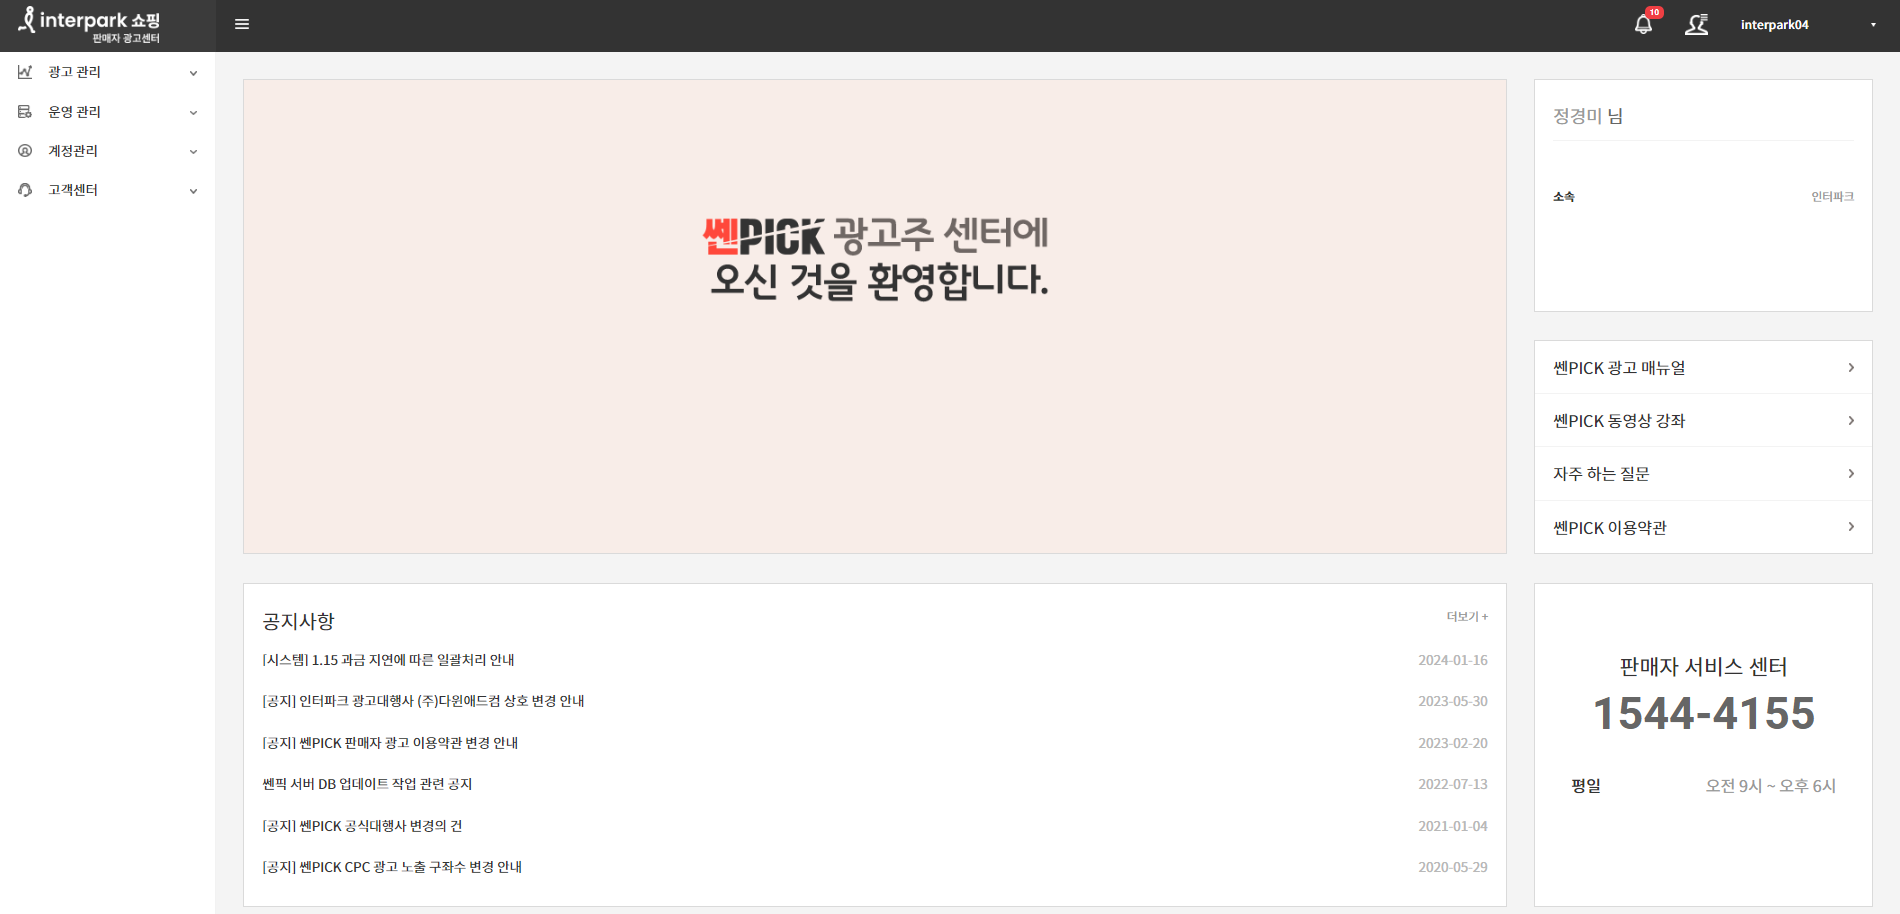 interpark 쇼핑
판매자 광고센터
10
interpark04
광고 관리
운영 관리
계정관리
고객센터
쎈PICK 광고주 센터에
오신 것을 환영합니다.
정경미 님
소속 인터파크
쎈PICK 광고 매뉴얼
쎈PICK 동영상 강좌
자주 하는 질문
쎈PICK 이용약관
공지사항 더보기 +
[시스템] 1.15 과금 지연에 따른 일괄처리 안내 2024-01-16
[공지] 인터파크 광고대행사 (주)다윈애드컴 상호 변경 안내 2023-05-30
[공지] 쎈PICK 판매자 광고 이용약관 변경 안내 2023-02-20
쎈픽 서버 DB 업데이트 작업 관련 공지 2022-07-13
[공지] 쎈PICK 공식대행사 변경의 건 2021-01-04
[공지] 쎈PICK CPC 광고 노출 구좌수 변경 안내 2020-05-29
판매자 서비스 센터
1544-4155
평일 오전 9시 ~ 오후 6시